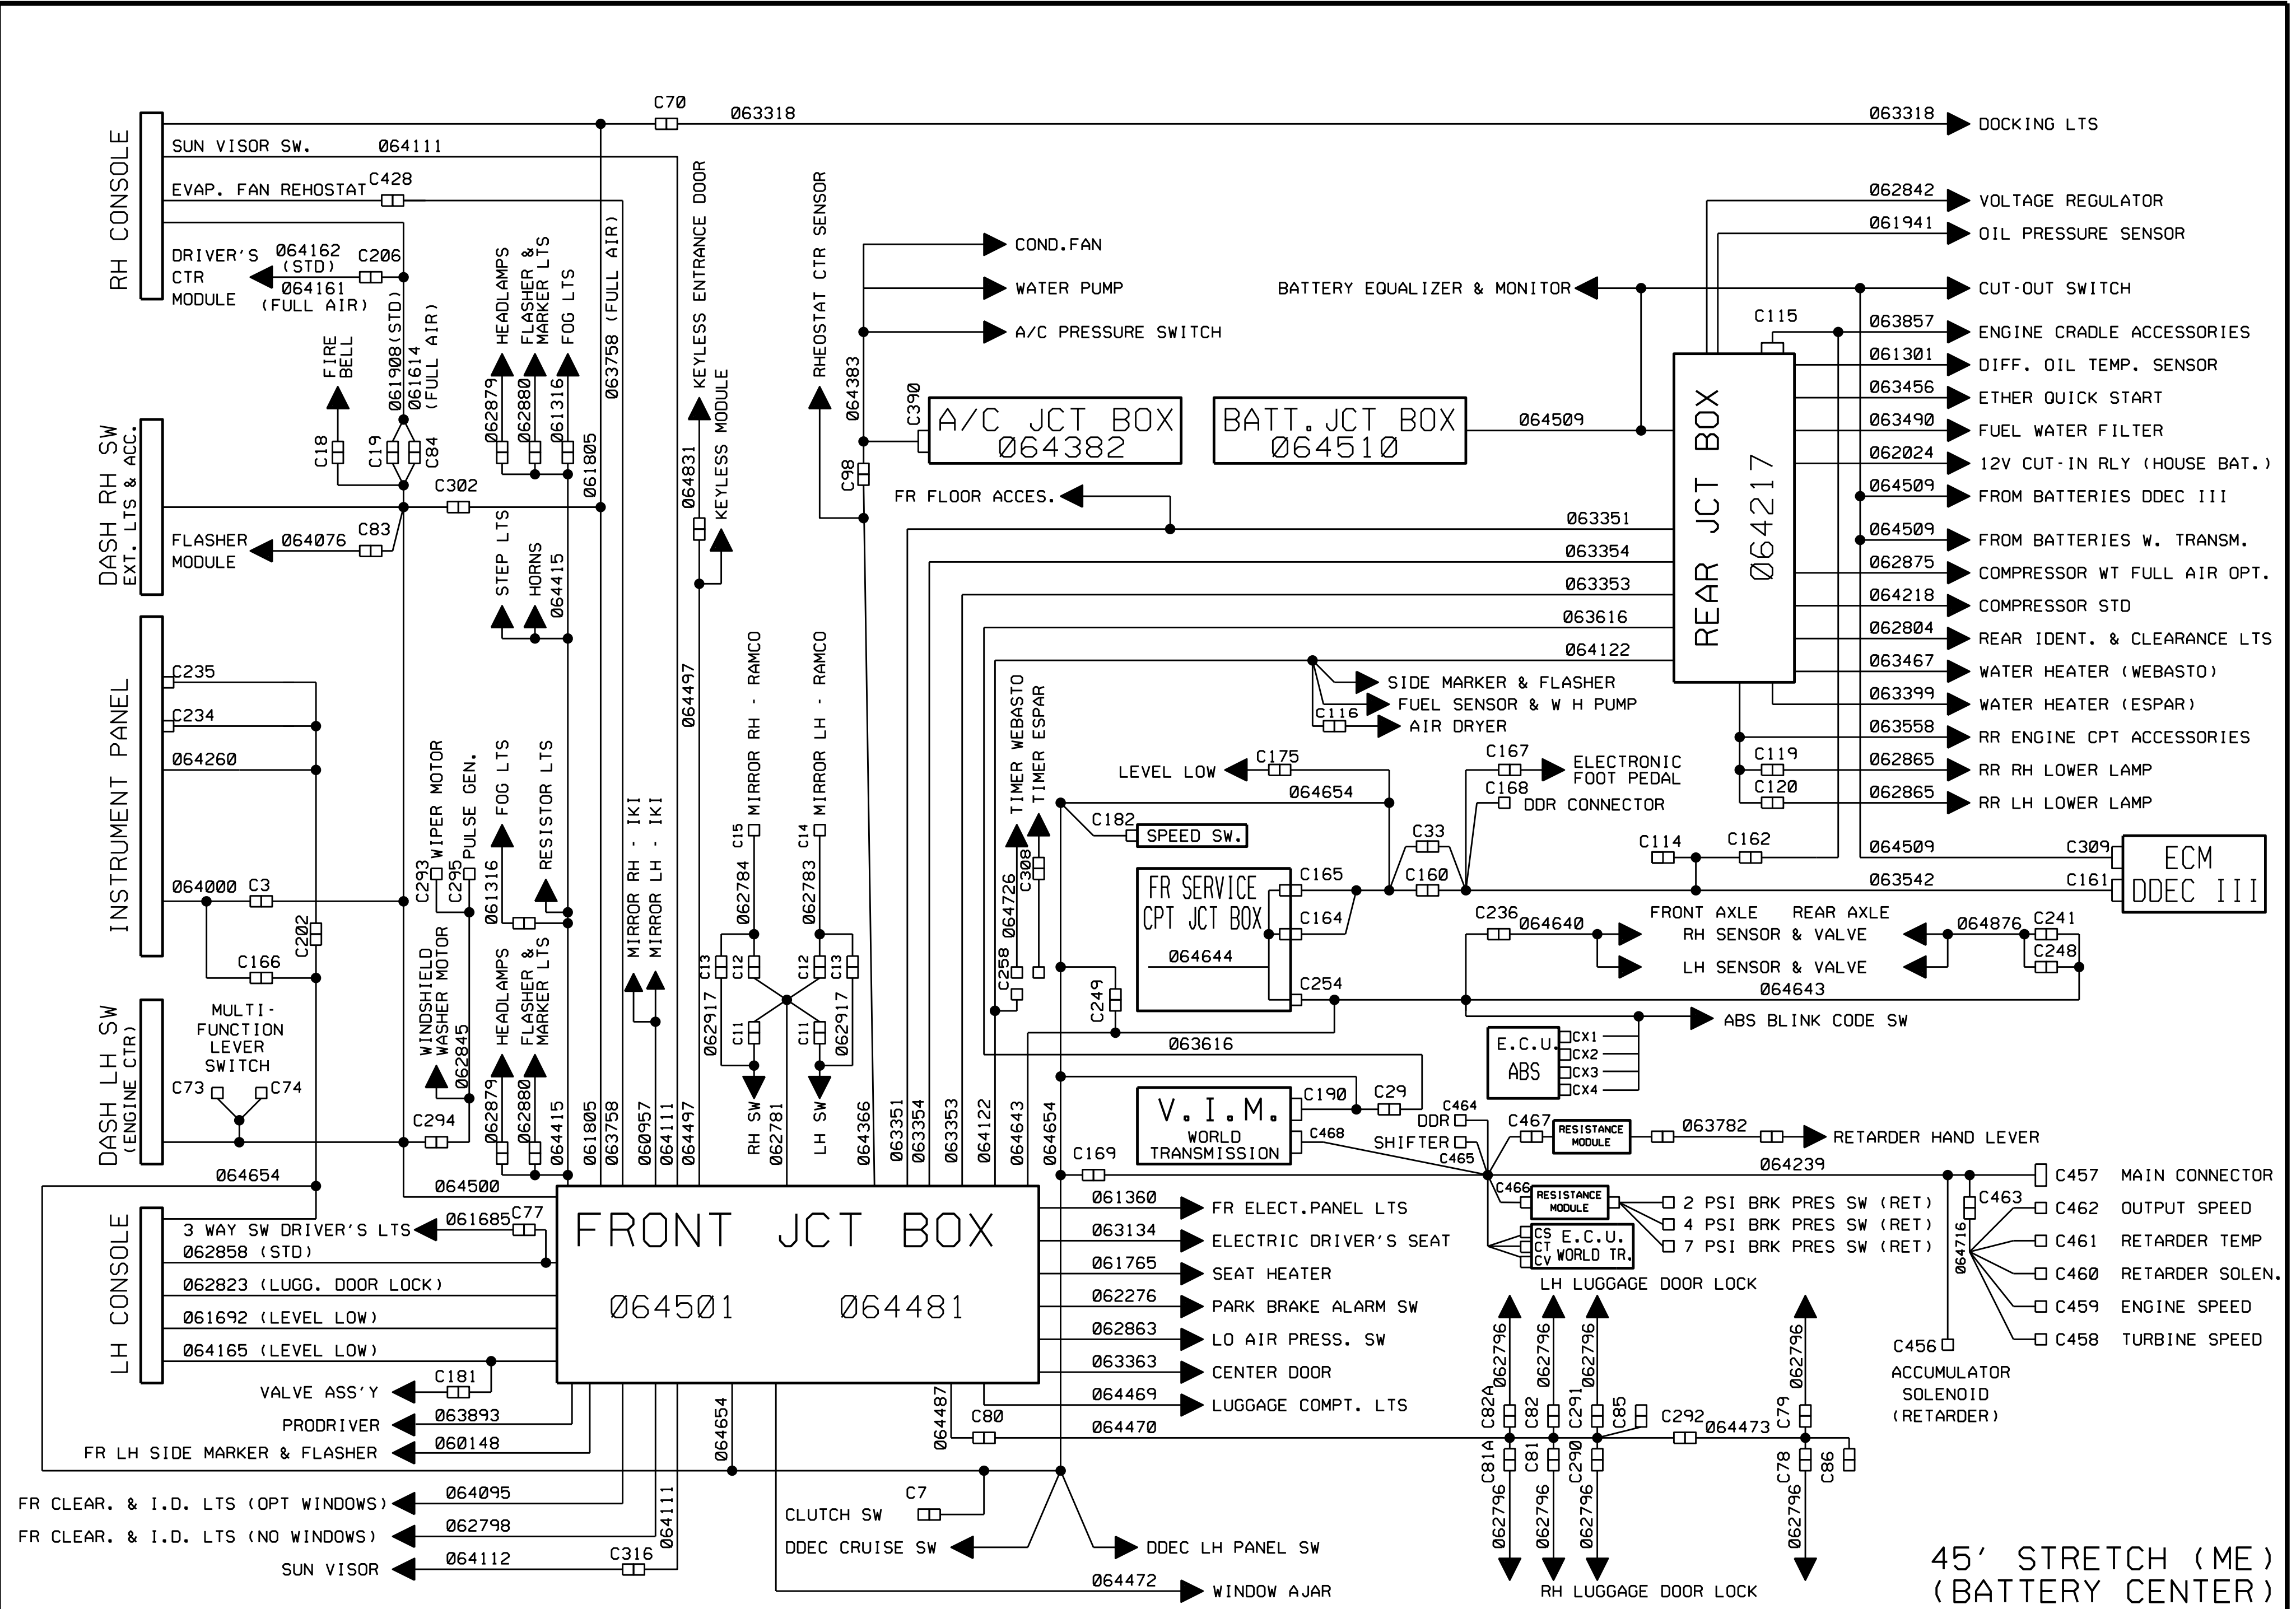 C70
063318
063318
DOCKING LTS
RH CONSOLE
SUN VISOR SW.
064111
EVAP. FAN REHOSTAT
C428
DRIVER'S
CTR
MODULE
064162
(STD)
064161
(FULL AIR)
C206
061908(STD)
061614
(FULL AIR)
FIRE
BELL
C18
C19
C84
HEADLAMPS
FLASHER &
MARKER LTS
FOG LTS
062879
062880
061316
063758 (FULL AIR)
061805
KEYLESS ENTRANCE DOOR
KEYLESS MODULE
064831
RHEOSTAT CTR SENSOR
064383
C390
C98
COND.FAN
WATER PUMP
A/C PRESSURE SWITCH
A/C JCT BOX
064382
BATT.JCT BOX
064510
064509
BATTERY EQUALIZER & MONITOR
FR FLOOR ACCES.
REAR JCT BOX
064217
C115
062842
VOLTAGE REGULATOR
061941
OIL PRESSURE SENSOR
CUT-OUT SWITCH
063857
ENGINE CRADLE ACCESSORIES
061301
DIFF. OIL TEMP. SENSOR
063456
ETHER QUICK START
063490
FUEL WATER FILTER
062024
12V CUT-IN RLY (HOUSE BAT.)
064509
FROM BATTERIES DDEC III
064509
FROM BATTERIES W. TRANSM.
062875
COMPRESSOR WT FULL AIR OPT.
064218
COMPRESSOR STD
062804
REAR IDENT. & CLEARANCE LTS
063467
WATER HEATER (WEBASTO)
063399
WATER HEATER (ESPAR)
063558
RR ENGINE CPT ACCESSORIES
C119
062865
RR RH LOWER LAMP
C120
062865
RR LH LOWER LAMP
063351
063354
063353
063616
064122
SIDE MARKER & FLASHER
FUEL SENSOR & W H PUMP
C116
AIR DRYER
DASH RH SW
EXT. LTS & ACC.
C302
FLASHER
MODULE
064076
C83
STEP LTS
HORNS
064415
INSTRUMENT PANEL
C235
C234
064260
064000
C3
C166
C202
064497
WIPER MOTOR
PULSE GEN.
C293
C295
FOG LTS
061316
RESISTOR LTS
MIRROR RH - IKI
MIRROR LH - IKI
MIRROR RH - RAMCO
MIRROR LH - RAMCO
C15
C14
062784
062783
C13
C12
C12
C13
062917
C11
C11
062917
RH SW
LH SW
TIMER WEBASTO
TIMER ESPAR
064726
C308
C258
LEVEL LOW
C175
064654
C182
SPEED SW.
C167
ELECTRONIC
FOOT PEDAL
C168
DDR CONNECTOR
C33
C160
C165
C164
FR SERVICE
CPT JCT BOX
064644
C254
C249
C114
C162
064509
C309
063542
C161
ECM
DDEC III
C236
064640
FRONT AXLE
REAR AXLE
RH SENSOR & VALVE
LH SENSOR & VALVE
064876
C241
C248
064643
ABS BLINK CODE SW
E.C.U.
ABS
CX1
CX2
CX3
CX4
063616
DASH LH SW
(ENGINE CTR)
MULTI-
FUNCTION
LEVER
SWITCH
C73
C74
WINDSHIELD
WASHER MOTOR
062845
C294
HEADLAMPS
FLASHER &
MARKER LTS
062879
062880
064415
061805
063758
060957
064111
064497
062781
064366
063351
063354
063353
064122
064643
064654
V.I.M.
WORLD
TRANSMISSION
C190
C29
C468
C464
DDR
SHIFTER
C465
C467
RESISTANCE
MODULE
063782
RETARDER HAND LEVER
C169
064239
C466
RESISTANCE
MODULE
2 PSI BRK PRES SW (RET)
4 PSI BRK PRES SW (RET)
7 PSI BRK PRES SW (RET)
CS
CT
CV
E.C.U.
WORLD TR.
C457
MAIN CONNECTOR
C463
C462
OUTPUT SPEED
064716
C461
RETARDER TEMP
C460
RETARDER SOLEN.
C459
ENGINE SPEED
C458
TURBINE SPEED
C456
ACCUMULATOR
SOLENOID
(RETARDER)
064654
064500
LH CONSOLE
3 WAY SW DRIVER'S LTS
061685
C77
062858 (STD)
062823 (LUGG. DOOR LOCK)
061692 (LEVEL LOW)
064165 (LEVEL LOW)
C181
VALVE ASS'Y
063893
PRODRIVER
060148
FR LH SIDE MARKER & FLASHER
064095
FR CLEAR. & I.D. LTS (OPT WINDOWS)
062798
FR CLEAR. & I.D. LTS (NO WINDOWS)
064112
SUN VISOR
C316
064111
FRONT JCT BOX
064501
064481
061360
FR ELECT.PANEL LTS
063134
ELECTRIC DRIVER'S SEAT
061765
SEAT HEATER
062276
PARK BRAKE ALARM SW
062863
LO AIR PRESS. SW
063363
CENTER DOOR
064469
LUGGAGE COMPT. LTS
064654
064487
C80
064470
C7
CLUTCH SW
DDEC CRUISE SW
DDEC LH PANEL SW
064472
WINDOW AJAR
LH LUGGAGE DOOR LOCK
062796
062796
062796
062796
C82A
C82
C291
C85
C292
064473
C79
C81A
C81
C290
C78
C86
062796
062796
062796
062796
RH LUGGAGE DOOR LOCK
45' STRETCH (ME)
(BATTERY CENTER)